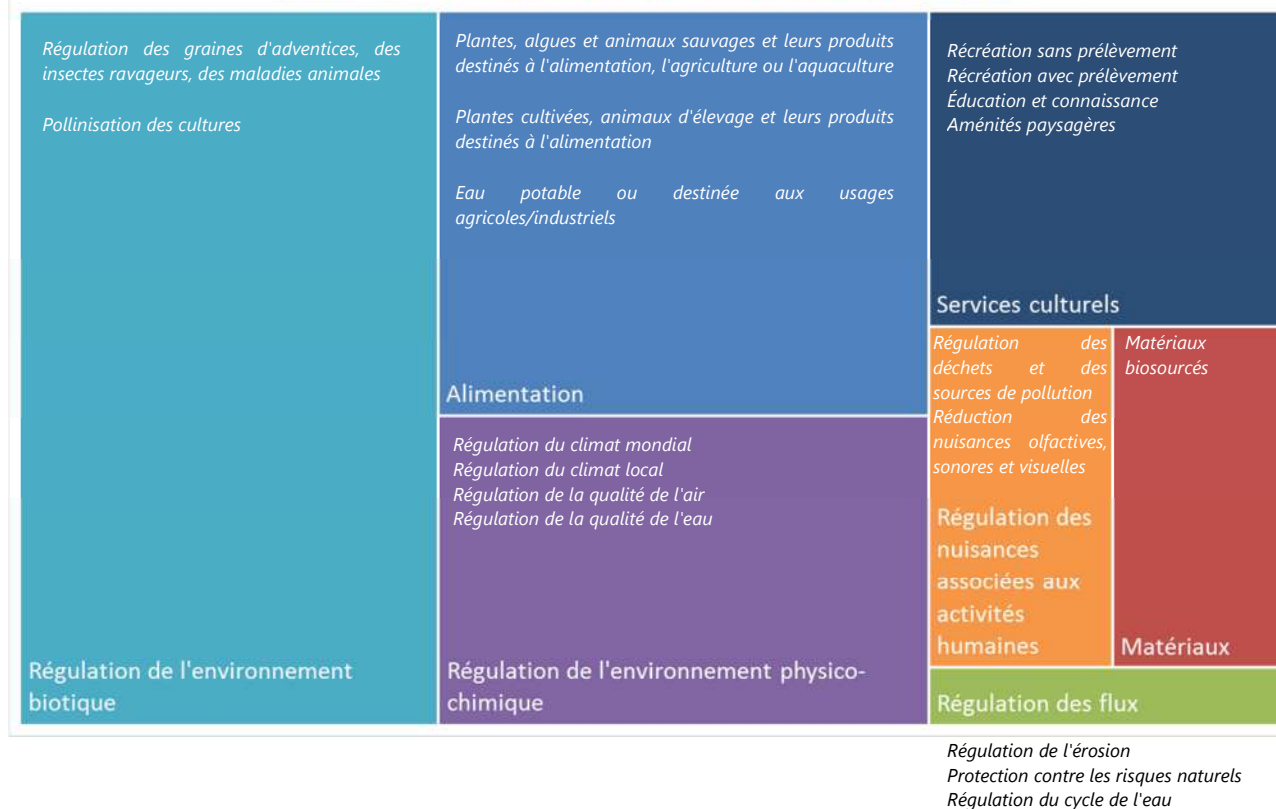 Régulation des graines d'adventices, des
insectes ravageurs, des maladies animales
Pollinisation des cultures
Régulation de l'environnement
biotique
Plantes, algues et animaux sauvages et leurs produits
destinés à l'alimentation, l'agriculture ou l'aquaculture
Plantes cultivées, animaux d'élevage et leurs produits
destinés à l'alimentation
Eau potable ou destinée aux usages
agricoles/industriels
Alimentation
Régulation du climat mondial
Régulation du climat local
Régulation de la qualité de l'air
Régulation de la qualité de l'eau
Régulation de l'environnement physico-
chimique
Récréation sans prélèvement
Récréation avec prélèvement
Éducation et connaissance
Aménités paysagères
Services culturels
Régulation des
déchets et des
sources de pollution
Réduction des
nuisances olfactives,
sonores et visuelles
Régulation des
nuisances
associées aux
activités
humaines
Matériaux
biosourcés
Matériaux
Régulation des flux
Régulation de l'érosion
Protection contre les risques naturels
Régulation du cycle de l'eau